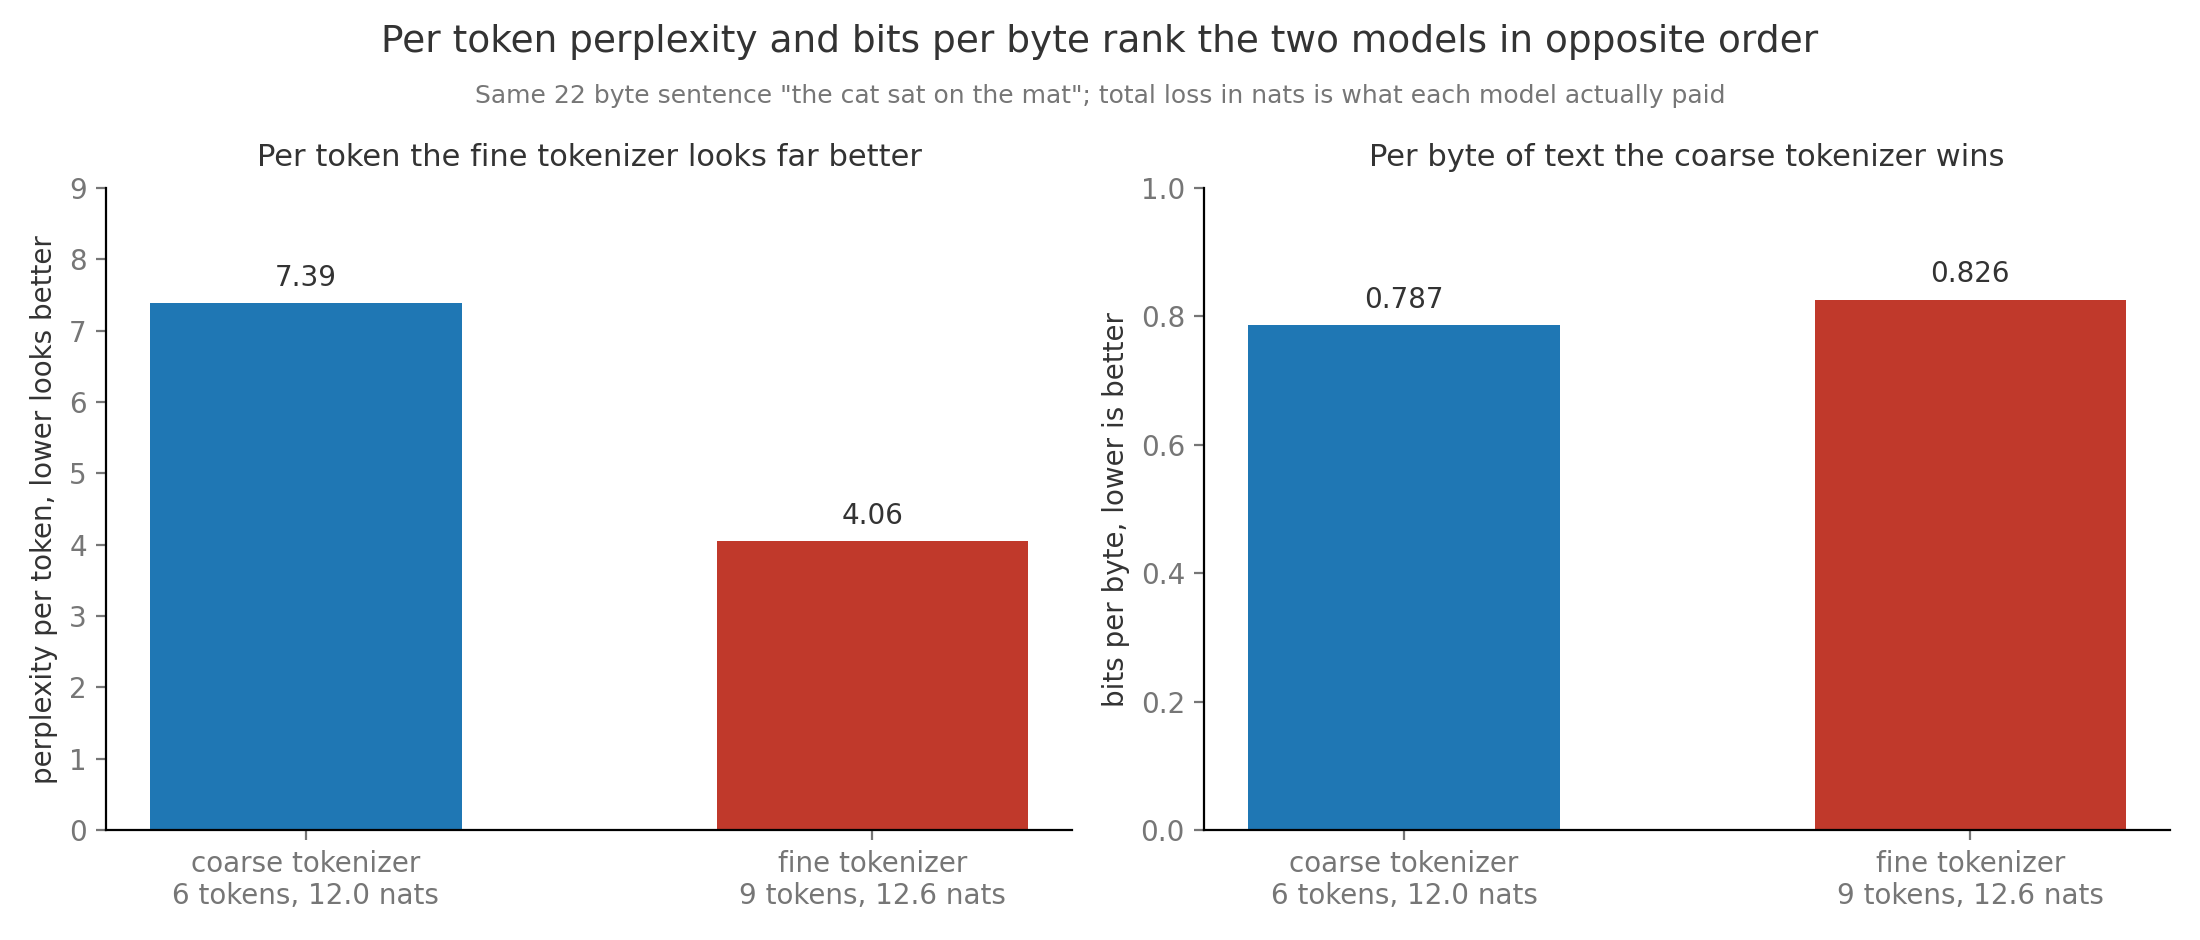 Per token perplexity and bits per byte rank the two models in opposite order
Same 22 byte sentence "the cat sat on the mat"; total loss in nats is what each model actually paid
Per token the fine tokenizer looks far better
perplexity per token, lower looks better
9
8
7
6
5
4
3
2
1
0
7.39
4.06
coarse tokenizer
6 tokens, 12.0 nats
fine tokenizer
9 tokens, 12.6 nats
Per byte of text the coarse tokenizer wins
bits per byte, lower is better
1.0
0.8
0.6
0.4
0.2
0.0
0.787
0.826
coarse tokenizer
6 tokens, 12.0 nats
fine tokenizer
9 tokens, 12.6 nats